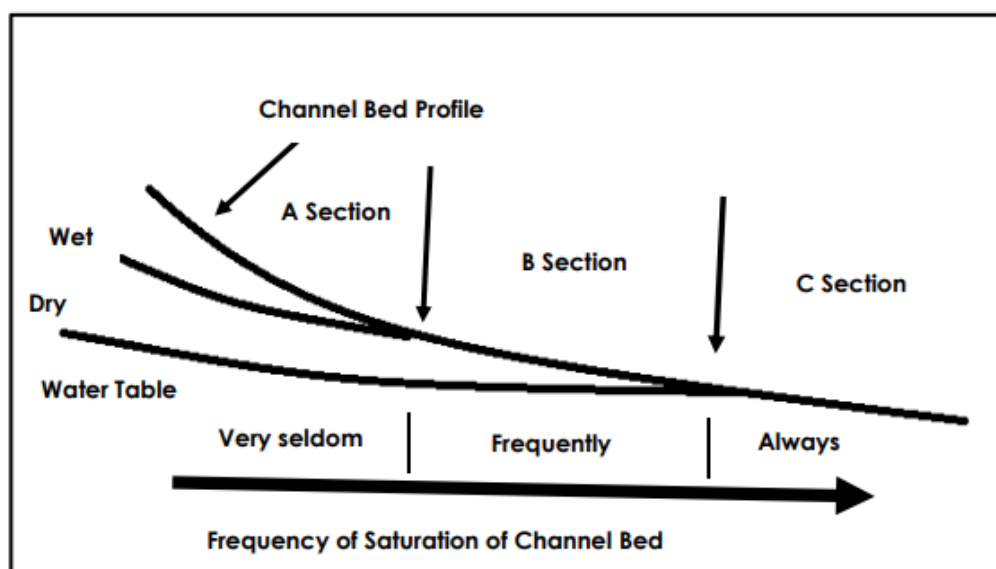 Channel Bed Profile
A Section
Wet
B Section
C Section
Dry
Water Table
Very seldom
Frequently
Always
Frequency of Saturation of Channel Bed